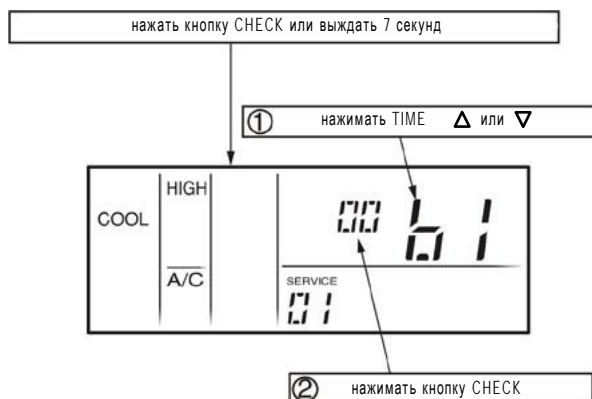 нажать кнопку CHECK или выждать 7 секунд
① нажимать TIME △ или ▽
HIGH
COOL
00 b1
A/C
SERVICE
01
② нажимать кнопку CHECK